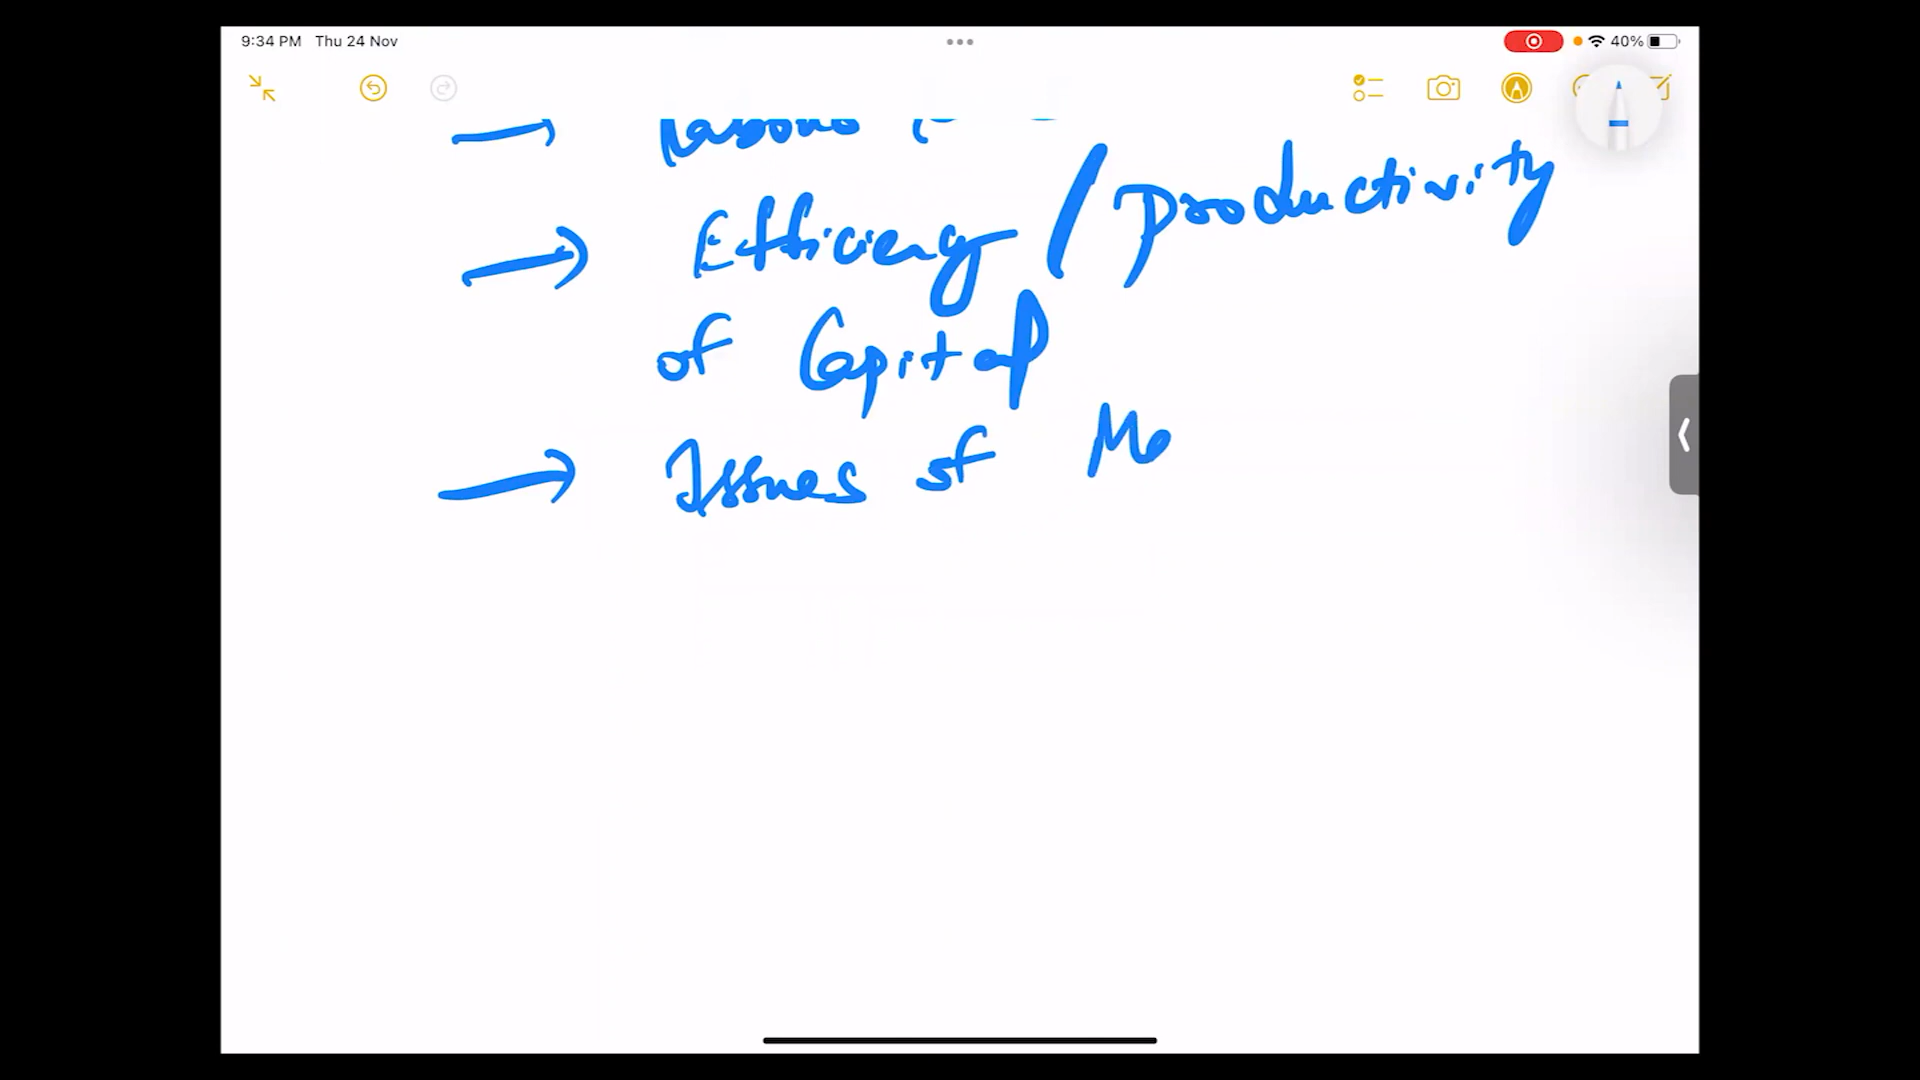 9:34 PM Thu 24 Nov
40%
→ Efficiency / Productivity
of Capital
→ Issues of Mo